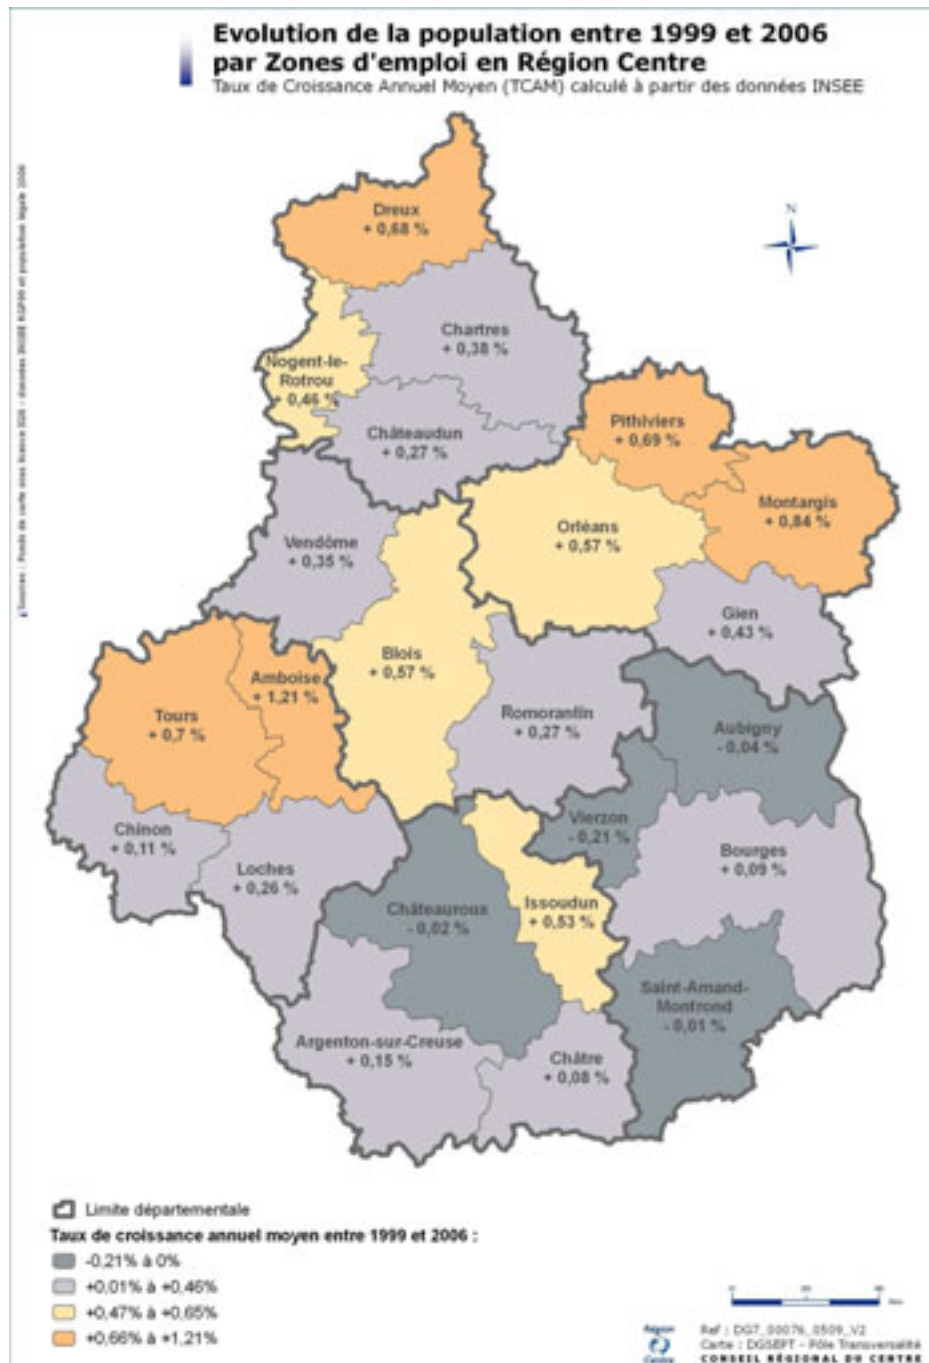 Evolution de la population entre 1999 et 2006
par Zones d'emploi en Région Centre
Taux de Croissance Annuel Moyen (TCAM) calculé à partir des données INSEE
N
Dreux
+ 0,68 %
Chartres
+ 0,38 %
Nogent-le-
Rotrou
+ 0,46 %
Châteaudun
+ 0,27 %
Pithiviers
+ 0,69 %
Montargis
+ 0,84 %
Orléans
+ 0,57 %
Vendôme
+ 0,35 %
Gien
+ 0,43 %
Blois
+ 0,57 %
Amboise
+ 1,21 %
Tours
+ 0,7 %
Romorantin
+ 0,27 %
Aubigny
- 0,04 %
Vierzon
- 0,21 %
Chinon
+ 0,11 %
Loches
+ 0,26 %
Bourges
+ 0,09 %
Châteauroux
- 0,02 %
Issoudun
+ 0,53 %
Saint-Amand-
Montrond
- 0,01 %
Argenton-sur-Creuse
+ 0,15 %
Châtre
+ 0,08 %
Limite départementale
Taux de croissance annuel moyen entre 1999 et 2006 :
-0,21% à 0%
+0,01% à +0,46%
+0,47% à +0,65%
+0,66% à +1,21%
Région
Centre
Ref : DGT_00076_0509_V2
Carte : DGSEFT - Pôle Transversalité
CONSEIL RÉGIONAL DU CENTRE